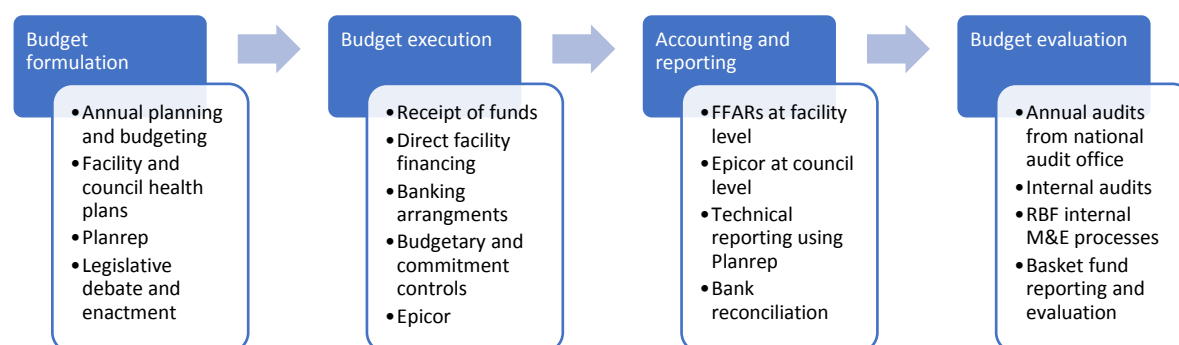 Budget
formulation
•Annual planning
and budgeting
•Facility and
council health
plans
•Planrep
•Legislative
debate and
enactment
Budget execution
•Receipt of funds
•Direct facility
financing
•Banking
arrangments
•Budgetary and
commitment
controls
•Epicor
Accounting and
reporting
•FFARs at facility
level
•Epicor at council
level
•Technical
reporting using
Planrep
•Bank
reconciliation
Budget evaluation
•Annual audits
from national
audit office
•Internal audits
•RBF internal
M&E processes
•Basket fund
reporting and
evaluation